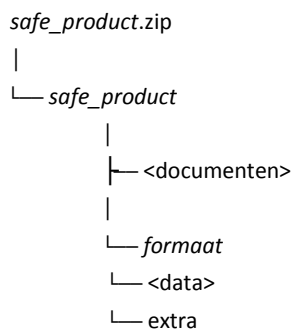 safe_product.zip
safe_product
<documenten>
formaat
<data>
extra